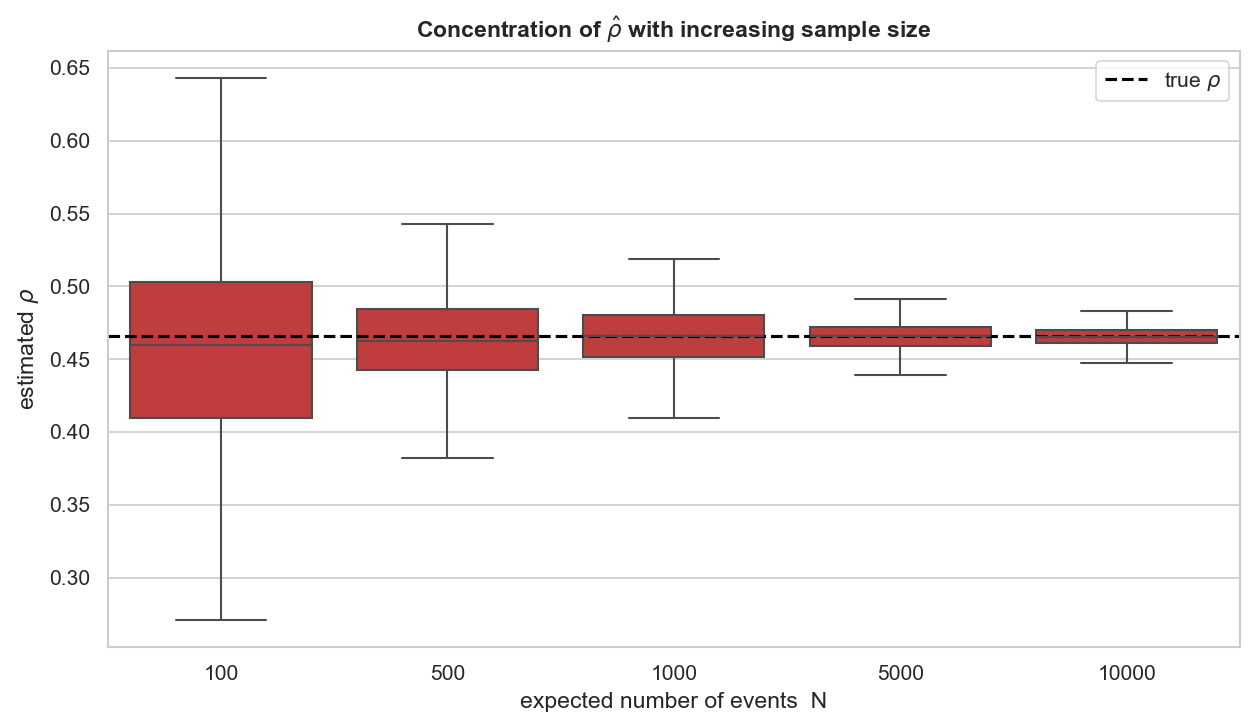 Concentration of ρ̂ with increasing sample size
true ρ
estimated ρ
0.65
0.60
0.55
0.50
0.45
0.40
0.35
0.30
100 500 1000 5000 10000
expected number of events N